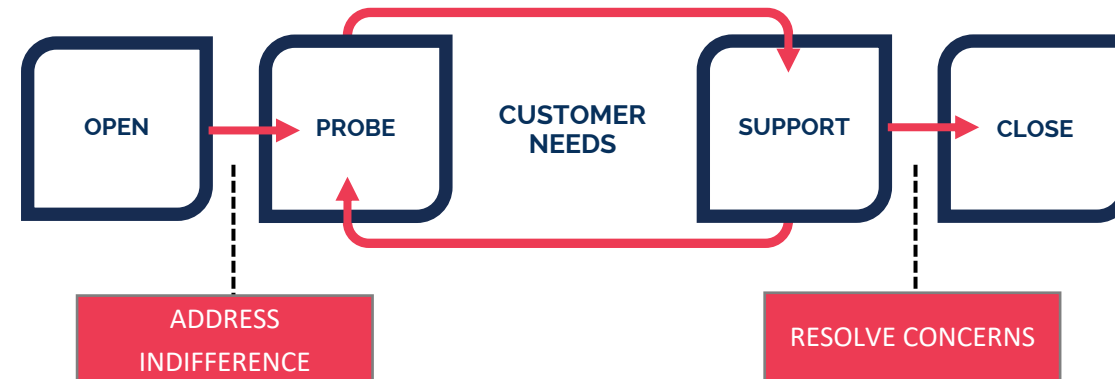 OPEN
PROBE
CUSTOMER
NEEDS
SUPPORT
CLOSE
ADDRESS
INDIFFERENCE
RESOLVE CONCERNS